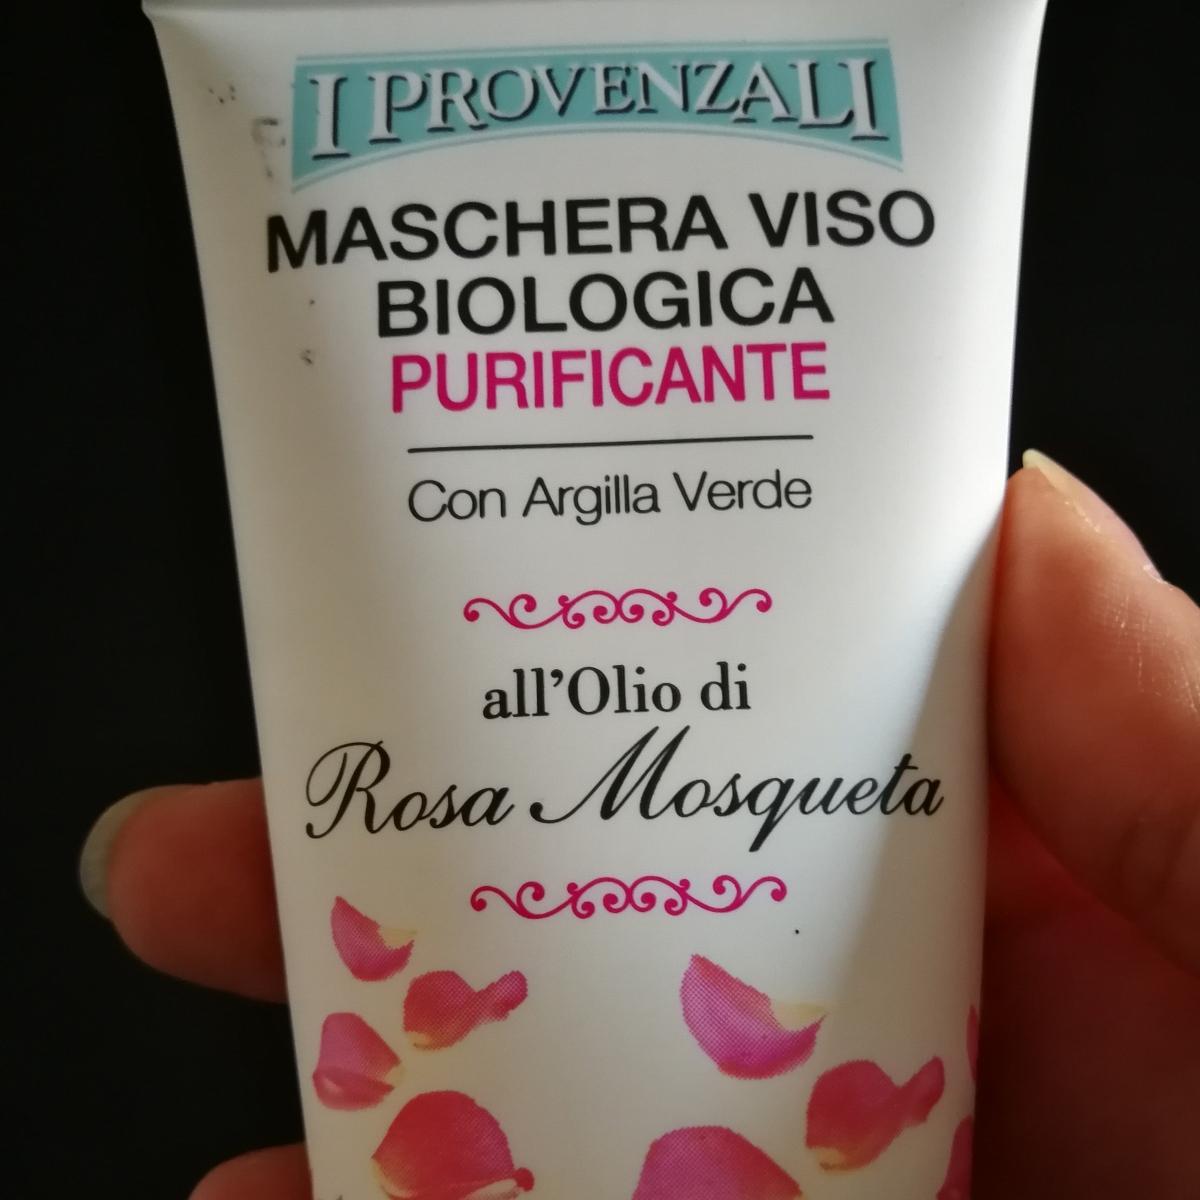 I PROVENZALI
MASCHERA VISO
BIOLOGICA
PURIFICANTE
Con Argilla Verde
all'Olio di
Rosa Mosqueta